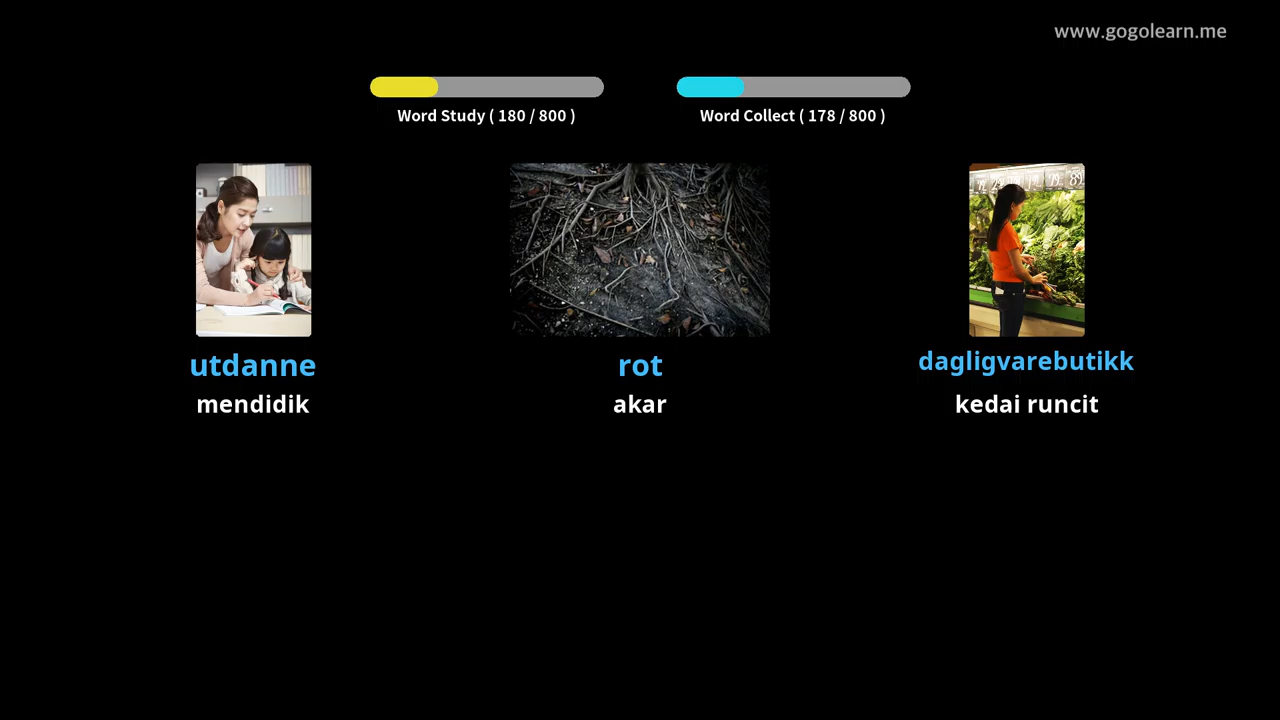 www.gogolearn.me
Word Study ( 180 / 800 )
Word Collect ( 178 / 800 )
utdanne
mendidik
rot
akar
dagligvarebutikk
kedai runcit